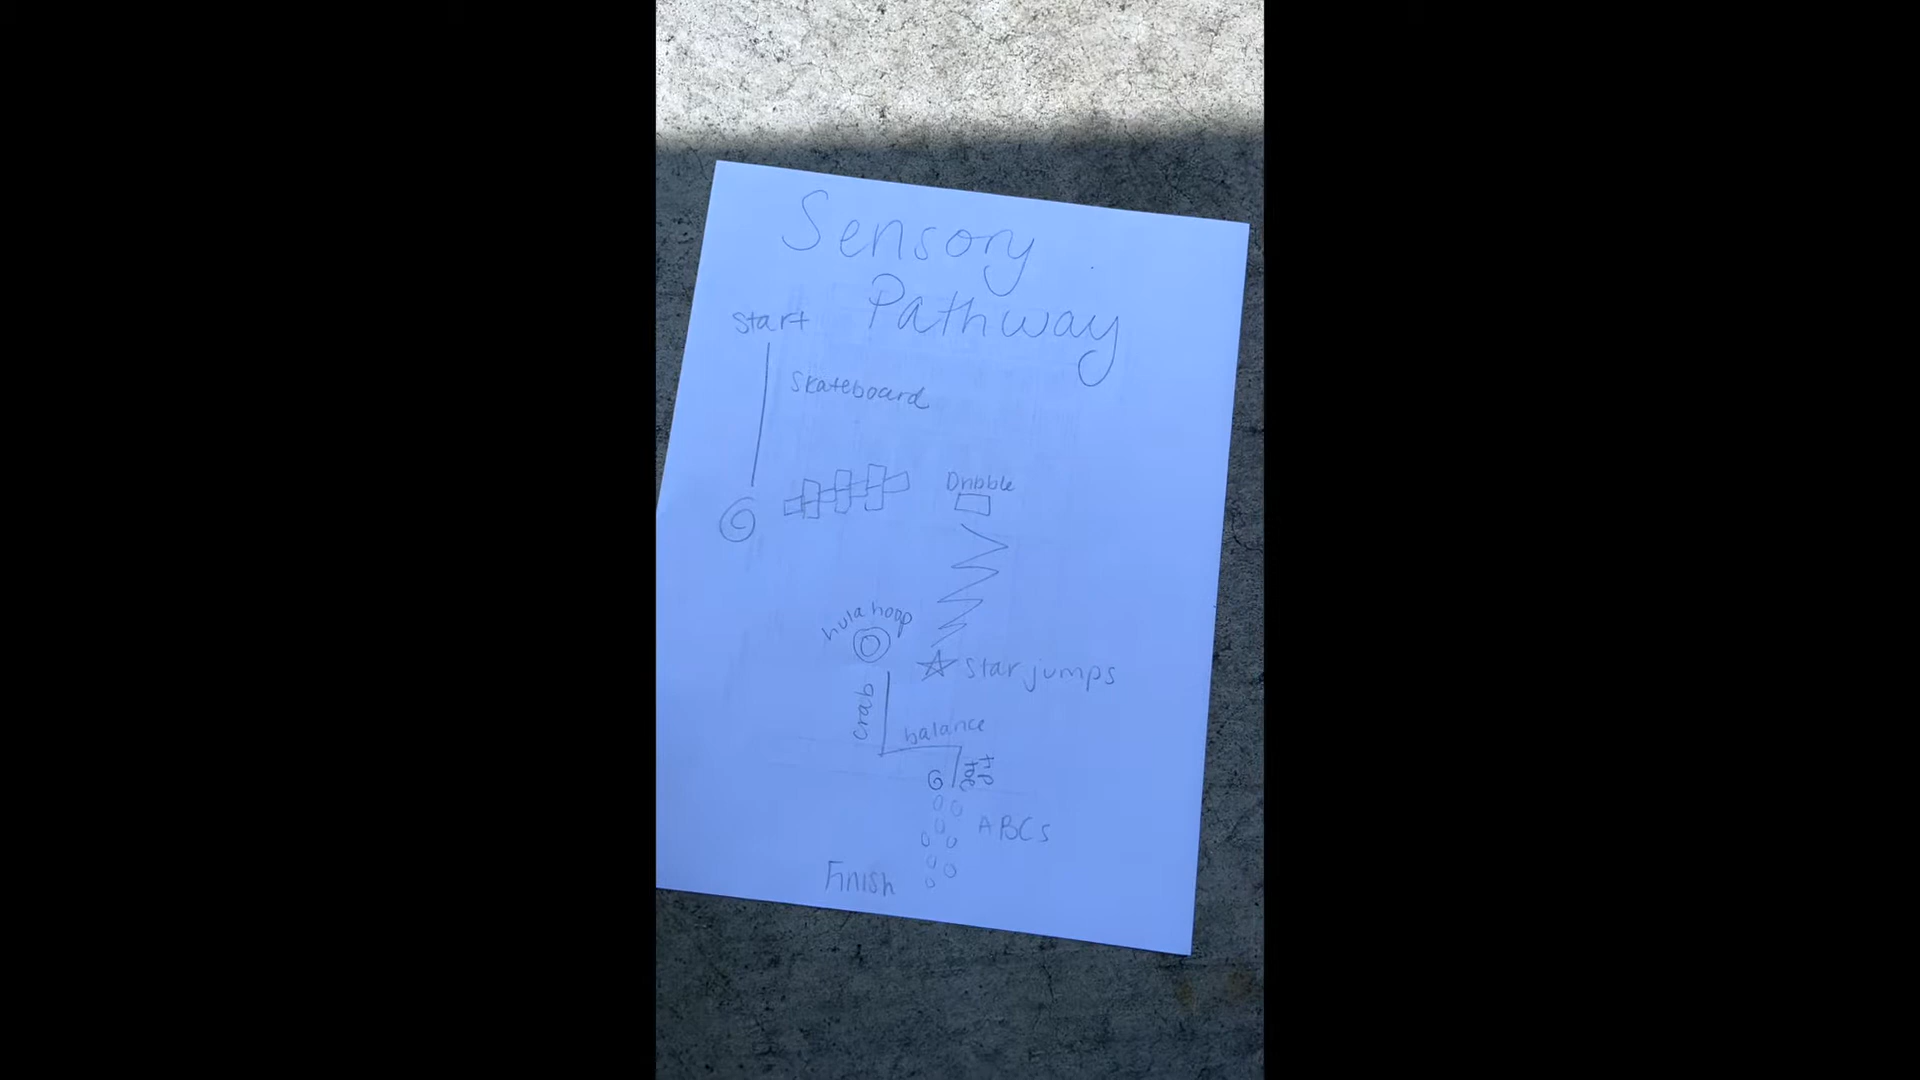 Sensory
Pathway
Start
Skateboard
Dribble
hula hoop
Star jumps
crab
balance
ABCs
Finish